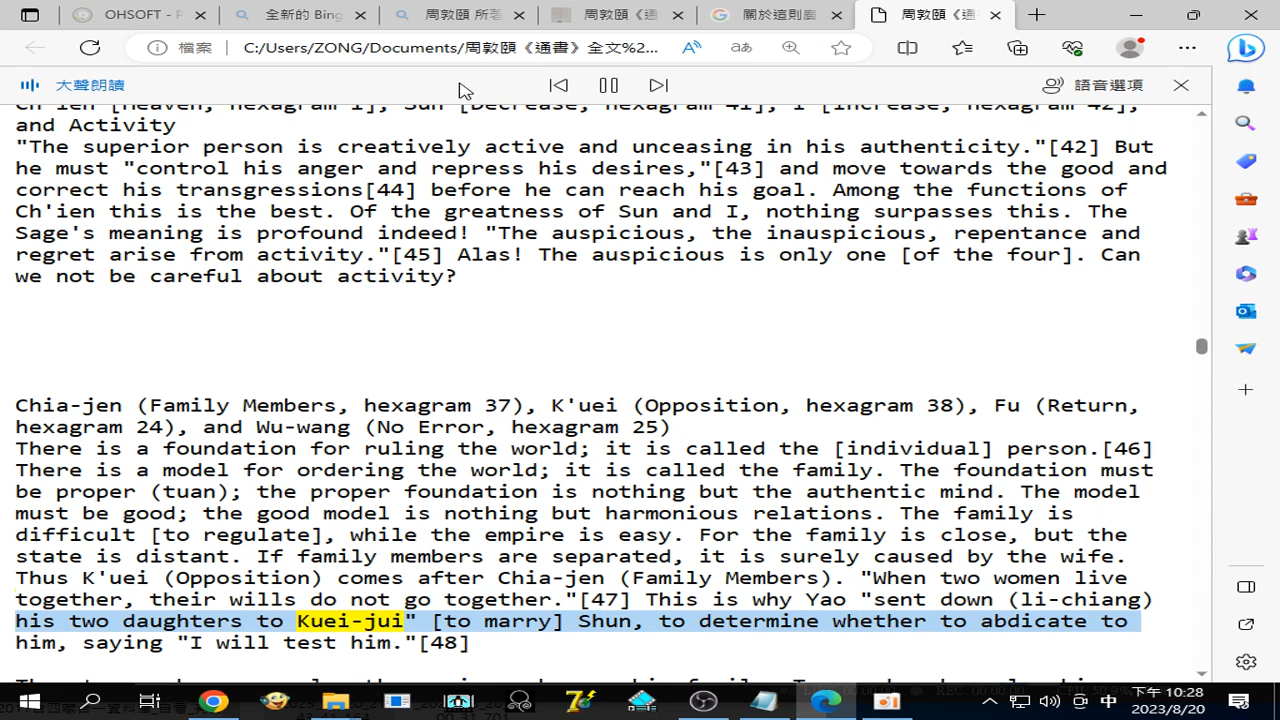 OHSOFT - F
全新的 Bing
周敦頤 所著
周敦頤《通
關於這則廠
周敦頤《通
檔案
C:/Users/ZONG/Documents/周敦頤《通書》全文%2...
大聲朗讀
語音選項
Ch'ien [Heaven, hexagram 1], Sun [Decrease, hexagram 41], I [Increase, hexagram 42],
and Activity
"The superior person is creatively active and unceasing in his authenticity."[42] But
he must "control his anger and repress his desires,"[43] and move towards the good and
correct his transgressions[44] before he can reach his goal. Among the functions of
Ch'ien this is the best. Of the greatness of Sun and I, nothing surpasses this. The
Sage's meaning is profound indeed! "The auspicious, the inauspicious, repentance and
regret arise from activity."[45] Alas! The auspicious is only one [of the four]. Can
we not be careful about activity?
Chia-jen (Family Members, hexagram 37), K'uei (Opposition, hexagram 38), Fu (Return,
hexagram 24), and Wu-wang (No Error, hexagram 25)
There is a foundation for ruling the world; it is called the [individual] person.[46]
There is a model for ordering the world; it is called the family. The foundation must
be proper (tuan); the proper foundation is nothing but the authentic mind. The model
must be good; the good model is nothing but harmonious relations. The family is
difficult [to regulate], while the empire is easy. For the family is close, but the
state is distant. If family members are separated, it is surely caused by the wife.
Thus K'uei (Opposition) comes after Chia-jen (Family Members). "When two women live
together, their wills do not go together."[47] This is why Yao "sent down (li-chiang)
his two daughters to Kuei-jui" [to marry] Shun, to determine whether to abdicate to
him, saying "I will test him."[48]
中
下午 10:28
2023/8/20